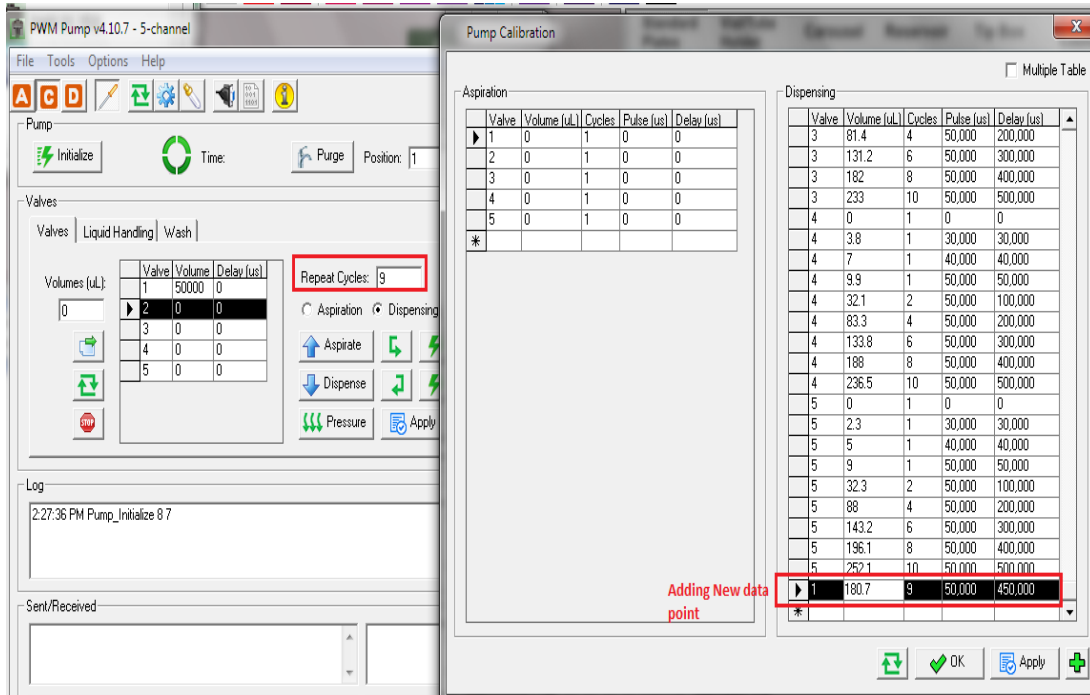 PWM Pump v4.10.7 - 5-channel
File Tools Options Help
A C D
Pump
Initialize
Time:
Purge
Position: 1
Valves
Valves Liquid Handling Wash
Volumes (uL):
0
Valve Volume Delay (us)
1 50000 0
2 0 0
3 0 0
4 0 0
5 0 0
STOP
Repeat Cycles: 9
Aspiration Dispensing
Aspirate
Dispense
Pressure
Apply
Log
2:27:36 PM Pump_Initialize 8 7
Sent/Received
Pump Calibration
X
Multiple Table
Aspiration
Valve Volume (uL) Cycles Pulse (us) Delay (us)
1 0 1 0 0
2 0 1 0 0
3 0 1 0 0
4 0 1 0 0
5 0 1 0 0
*
Dispensing
Valve Volume (uL) Cycles Pulse (us) Delay (us)
3 81.4 4 50,000 200,000
3 131.2 6 50,000 300,000
3 182 8 50,000 400,000
3 233 10 50,000 500,000
4 0 1 0 0
4 3.8 1 30,000 30,000
4 7 1 40,000 40,000
4 9.9 1 50,000 50,000
4 32.1 2 50,000 100,000
4 83.3 4 50,000 200,000
4 133.8 6 50,000 300,000
4 188 8 50,000 400,000
4 236.5 10 50,000 500,000
5 0 1 0 0
5 2.3 1 30,000 30,000
5 5 1 40,000 40,000
5 9 1 50,000 50,000
5 32.3 2 50,000 100,000
5 88 4 50,000 200,000
5 143.2 6 50,000 300,000
5 196.1 8 50,000 400,000
5 252.1 10 50,000 500,000
1 180.7 9 50,000 450,000
*
Adding New data
point
OK
Apply